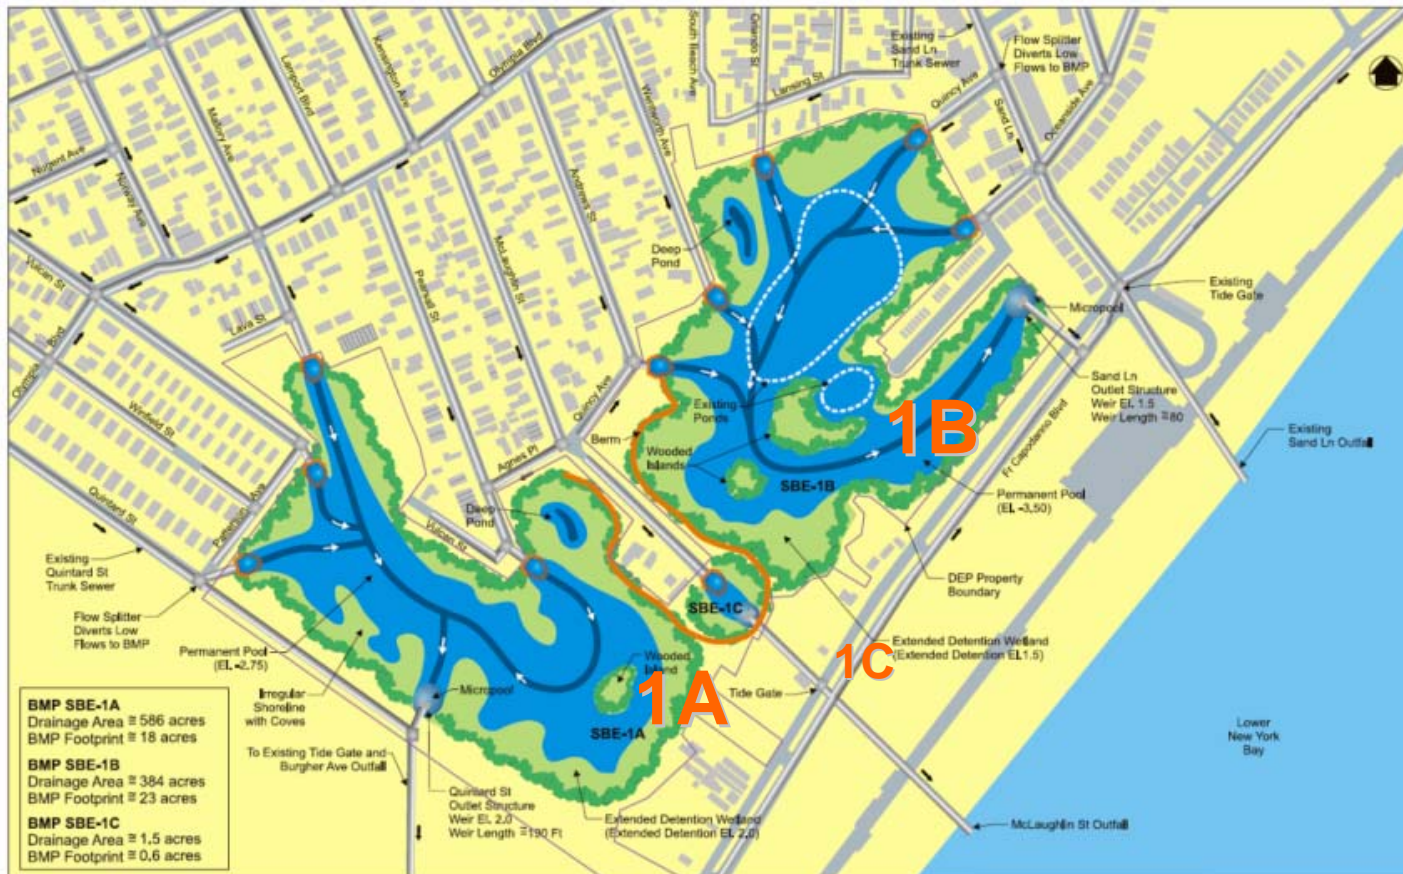 South Beach Ave
Orlando St
Lansing St
Existing
Sand Ln
Trunk Sewer
Flow Splitter
Diverts Low
Flows to BMP
Quincy Ave
Sand Ln
Oceanside Ave
Kensington Ave
Olympia Blvd
Lamport Blvd
Mallory Ave
Wentworth Ave
Nugent Ave
Norway Ave
Andrews St
McLaughlin St
Pearsall St
Vulcan St
Olympia Blvd
Lava St
Deep
Pond
Existing
Tide Gate
Micropool
Sand Ln
Outlet Structure
Weir El. 1.5
Weir Length ≅80
Existing
Sand Ln Outfall
Existing
Ponds
1B
Quincy Ave
Berm
Wooded
Islands
SBE-1B
Permanent Pool
(El. -3.50)
Fr Capodanno Blvd
Winfield St
Quintard St
Patterson Ave
Agnes Pl
Deep
Pond
Vulcan St
Existing
Quintard St
Trunk Sewer
Flow Splitter
Diverts Low
Flows to BMP
DEP Property
Boundary
SBE-1C
Extended Detention Wetland
(Extended Detention El.1.5)
1C
Permanent Pool
(El. -2.75)
Irregular
Shoreline
with Coves
Micropool
Wooded
Island
1A
SBE-1A
Tide Gate
Lower
New York
Bay
To Existing Tide Gate and
Burgher Ave Outfall
Quintard St
Outlet Structure
Weir El. 2.0
Weir Length ≅190 Ft
Extended Detention Wetland
(Extended Detention El. 2.0)
McLaughlin St Outfall
BMP SBE-1A
Drainage Area ≅ 586 acres
BMP Footprint ≅ 18 acres
BMP SBE-1B
Drainage Area ≅ 384 acres
BMP Footprint ≅ 23 acres
BMP SBE-1C
Drainage Area ≅ 1.5 acres
BMP Footprint ≅ 0.6 acres